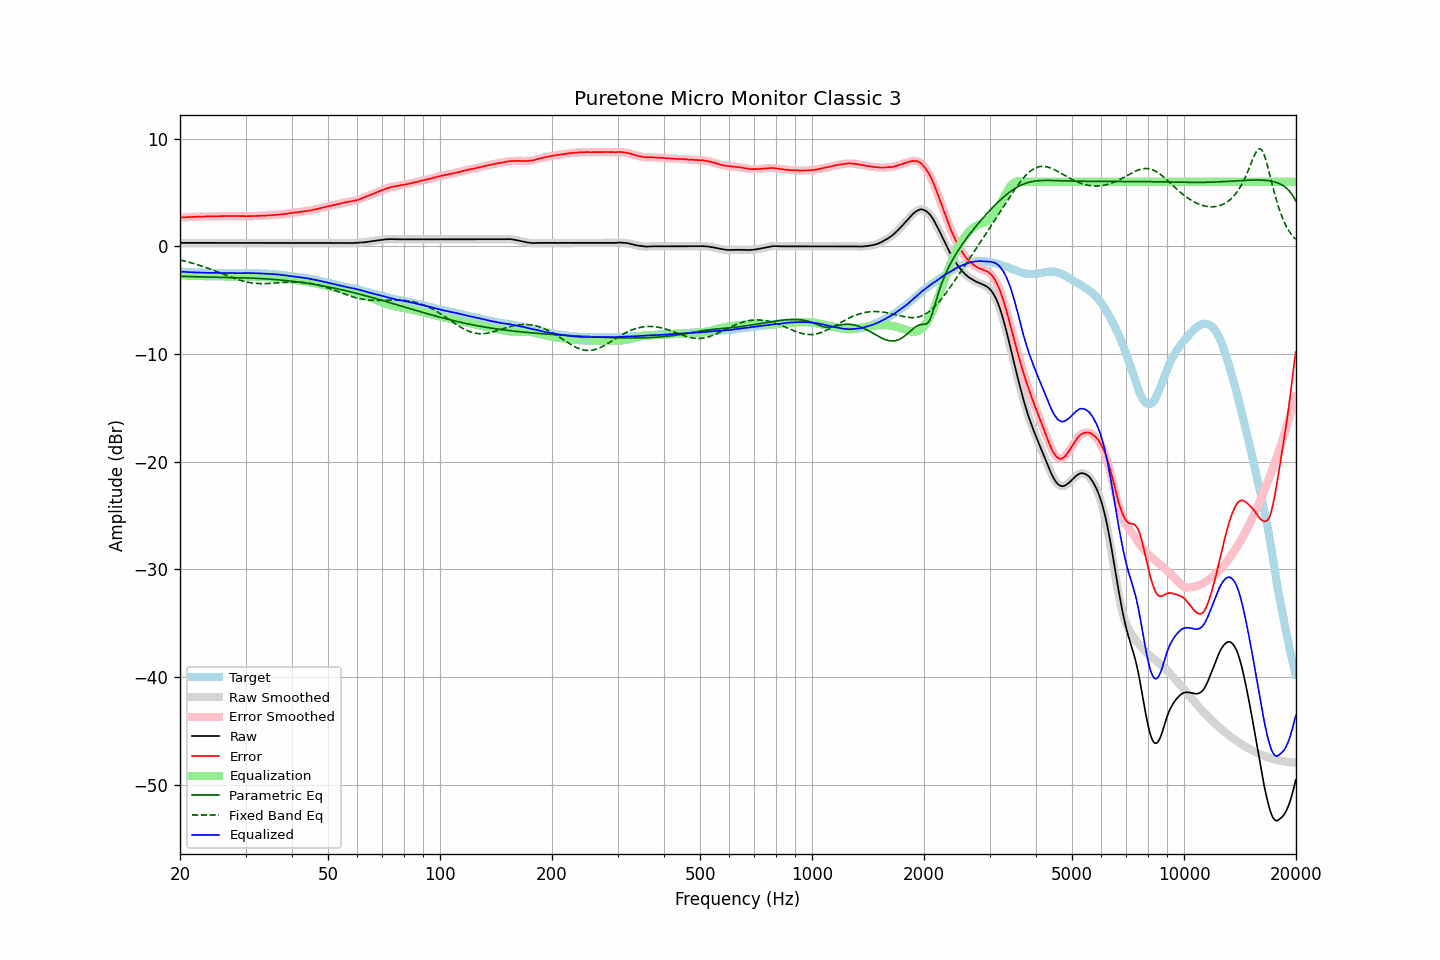 Puretone Micro Monitor Classic 3
Amplitude (dBr)
10
0
−10
−20
−30
−40
−50
Target
Raw Smoothed
Error Smoothed
Raw
Error
Equalization
Parametric Eq
Fixed Band Eq
Equalized
20 50 100 200 500 1000 2000 5000 10000 20000
Frequency (Hz)